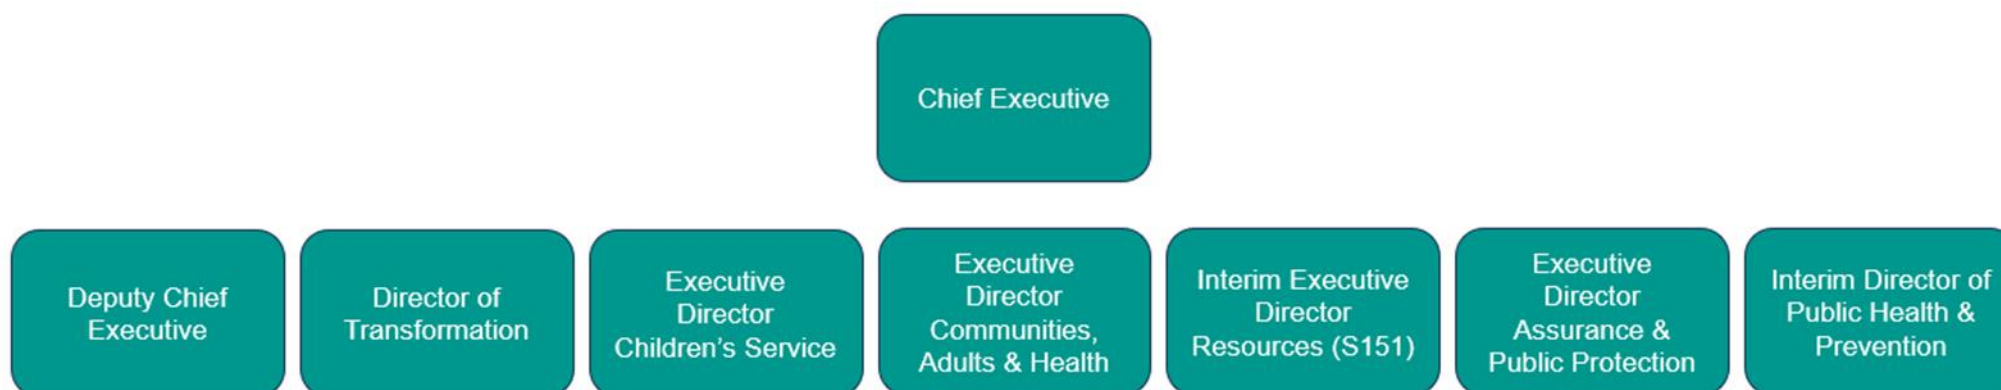 Chief Executive
Deputy Chief
Executive
Director of
Transformation
Executive
Director
Children’s Service
Executive
Director
Communities,
Adults & Health
Interim Executive
Director
Resources (S151)
Executive
Director
Assurance &
Public Protection
Interim Director of
Public Health &
Prevention